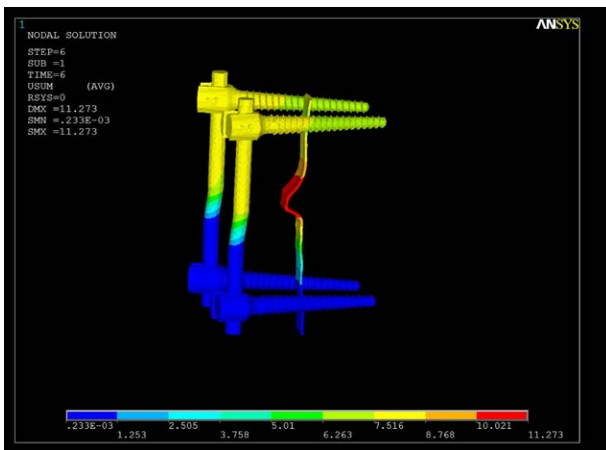 1
ANSYS
NODAL SOLUTION
STEP=6
SUB =1
TIME=6
USUM (AVG)
RSYS=0
DMX =11.273
SMN =.233E-03
SMX =11.273
.233E-03 2.505 5.01 7.516 10.021
1.253 3.758 6.263 8.768 11.273